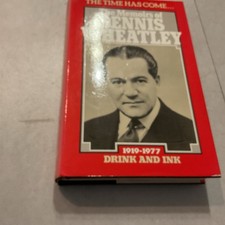 THE TIME HAS COME...
The Memoirs of
DENNIS
WHEATLEY
1919-1977
DRINK AND INK